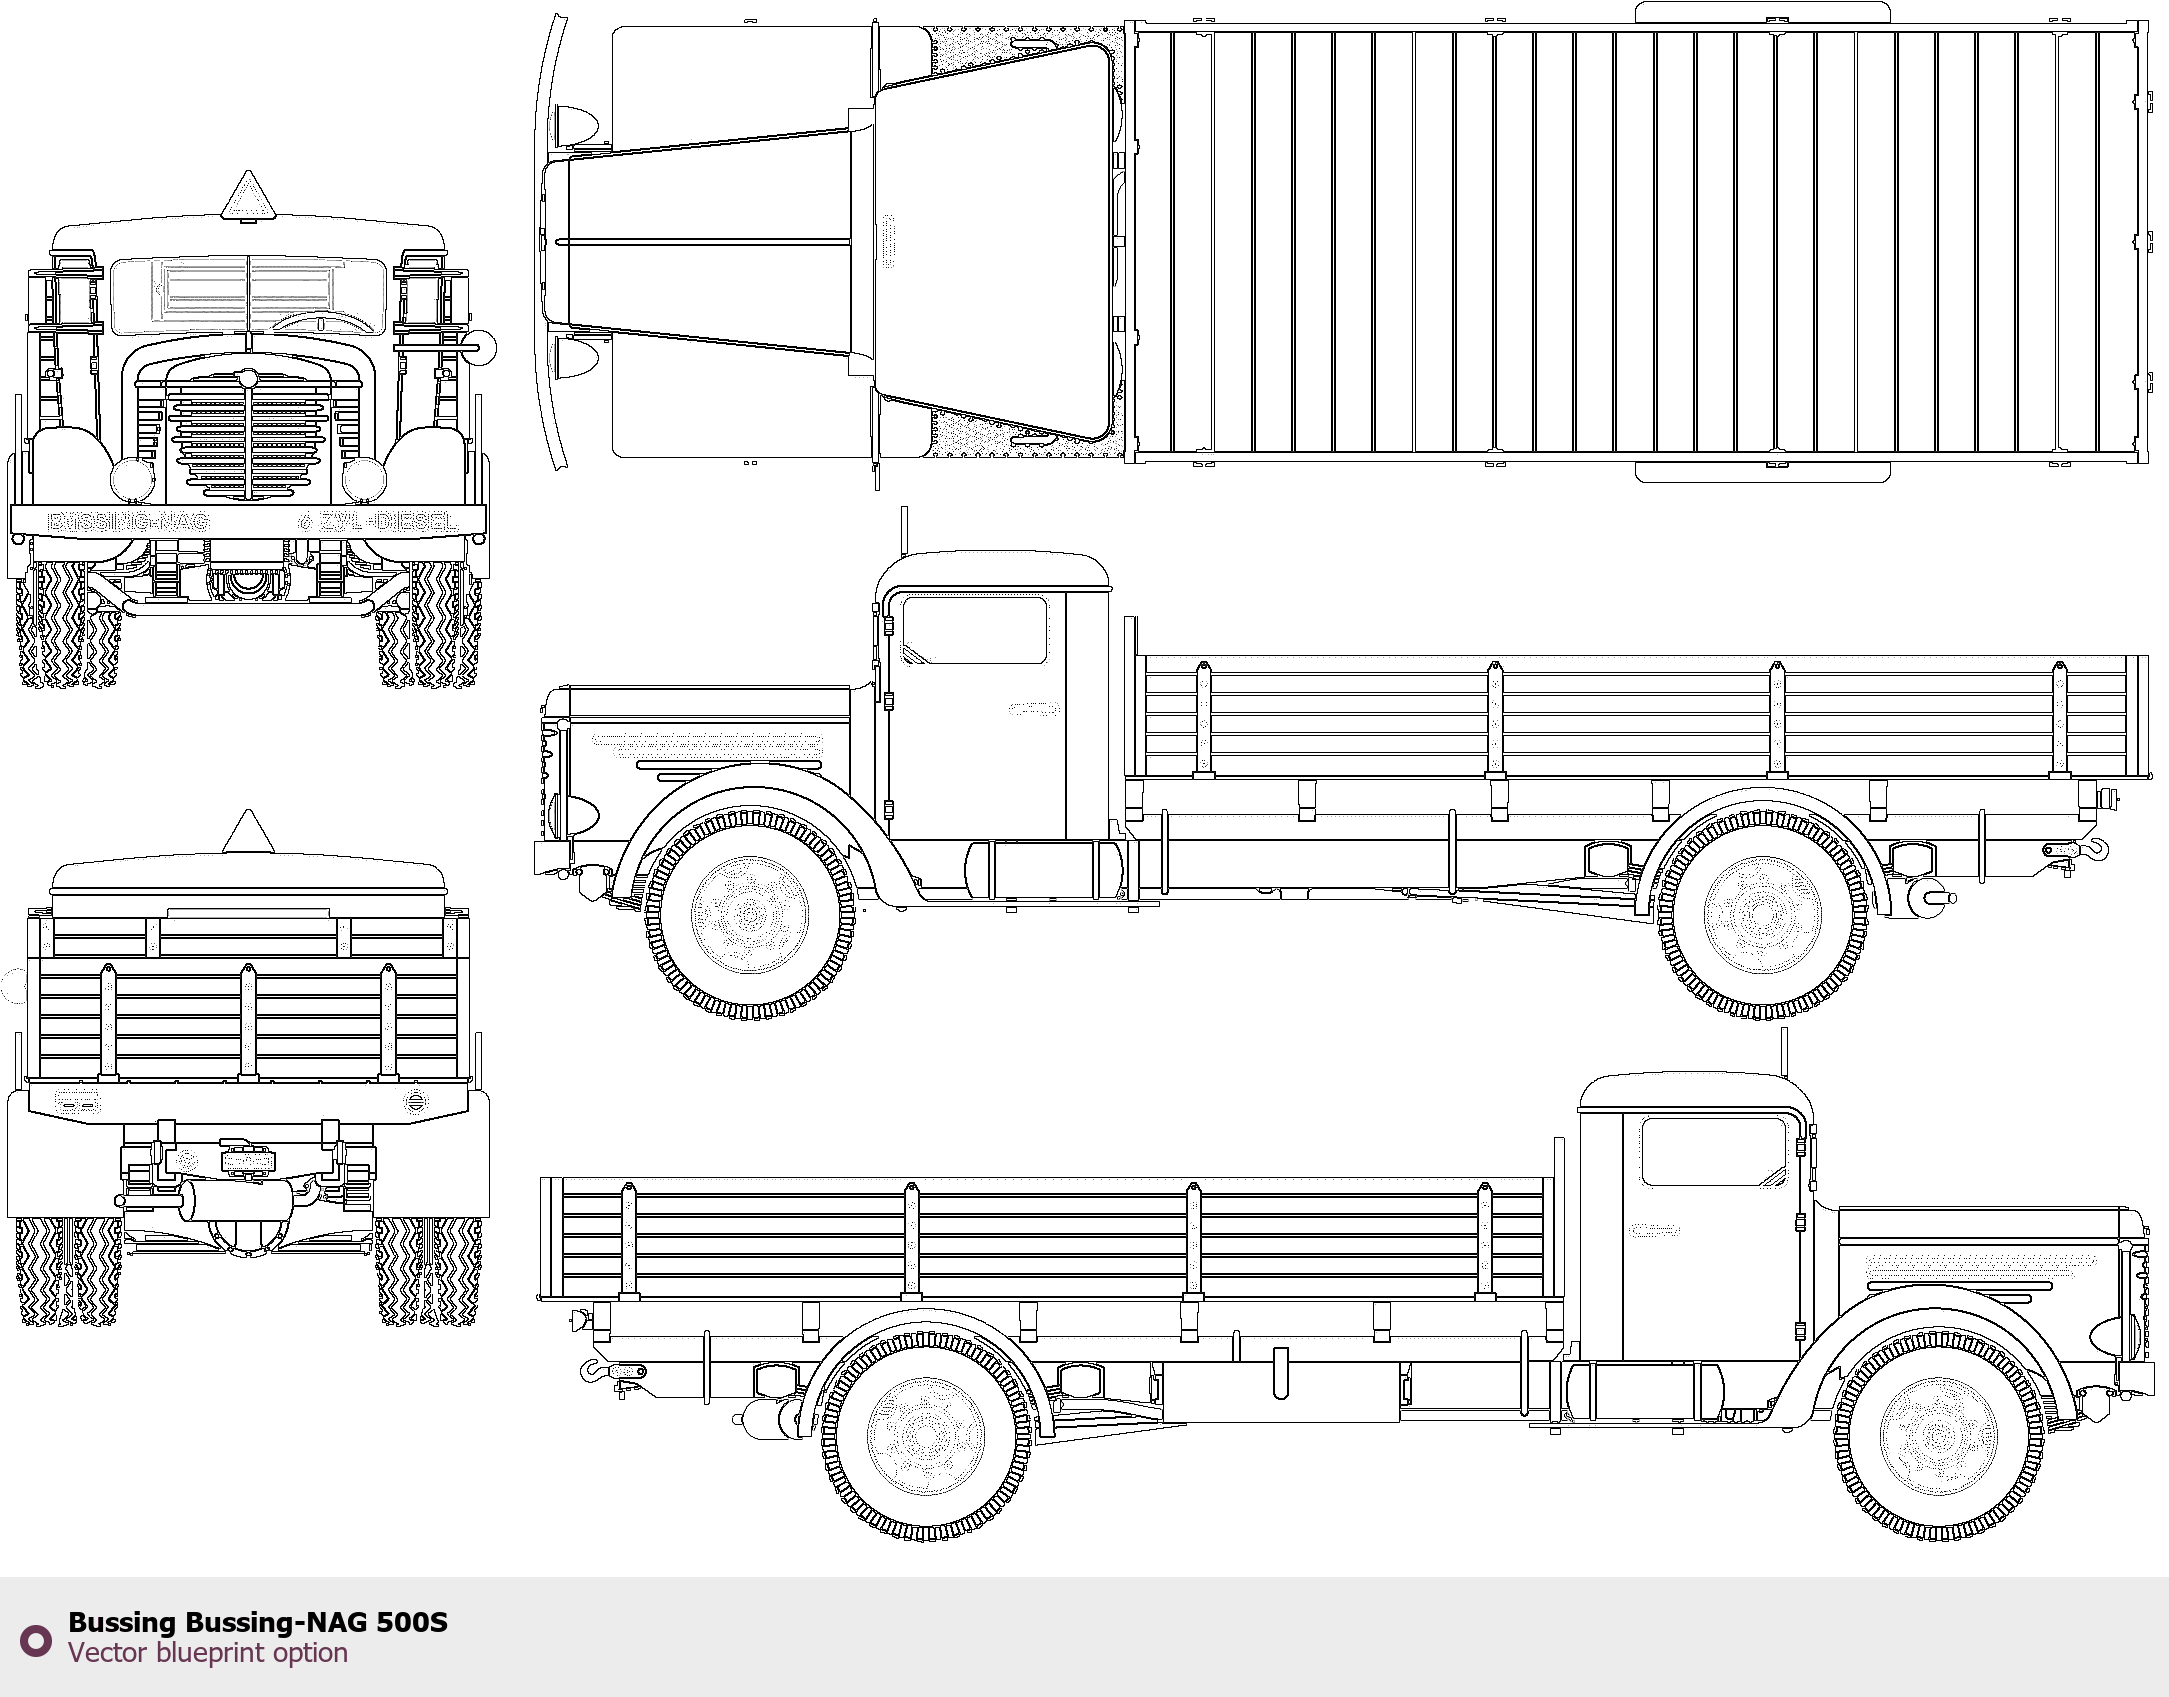 BÜSSING-NAG 6 ZYL.-DIESEL
Bussing Bussing-NAG 500S
Vector blueprint option